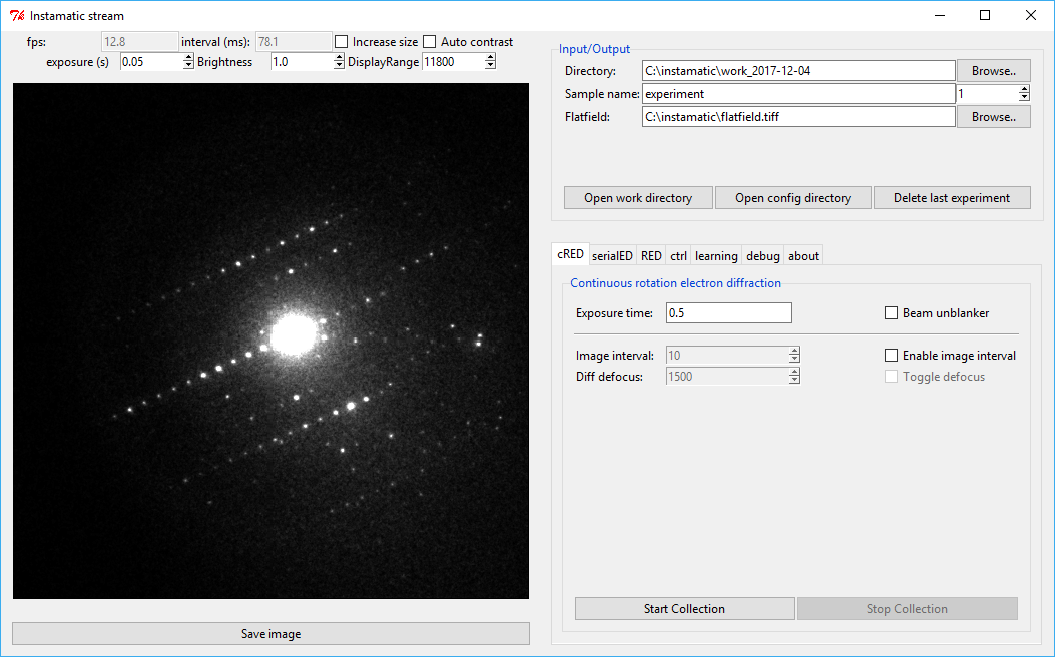 Instamatic stream
fps: 12.8 interval (ms): 78.1 Increase size Auto contrast
exposure (s) 0.05 Brightness 1.0 DisplayRange 11800
Save image
Input/Output
Directory: C:\instamatic\work_2017-12-04 Browse..
Sample name: experiment 1
Flatfield: C:\instamatic\flatfield.tiff Browse..
Open work directory Open config directory Delete last experiment
cRED serialED RED ctrl learning debug about
Continuous rotation electron diffraction
Exposure time: 0.5 Beam unblanker
Image interval: 10 Enable image interval
Diff defocus: 1500 Toggle defocus
Start Collection Stop Collection